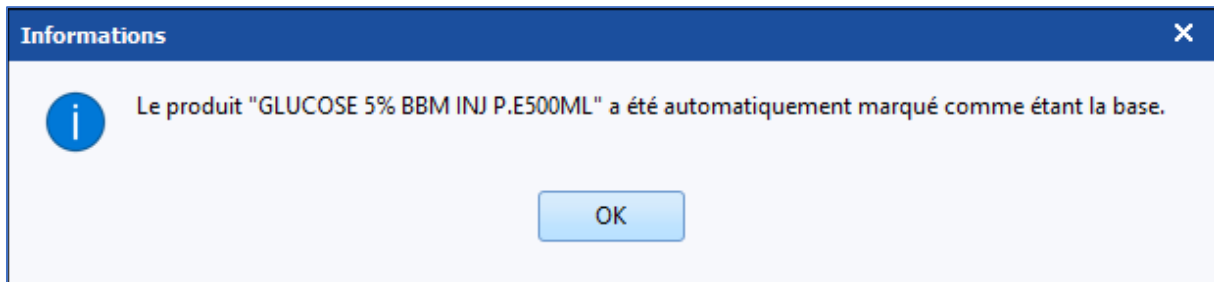 Informations
Le produit "GLUCOSE 5% BBM INJ P.E500ML" a été automatiquement marqué comme étant la base.
OK